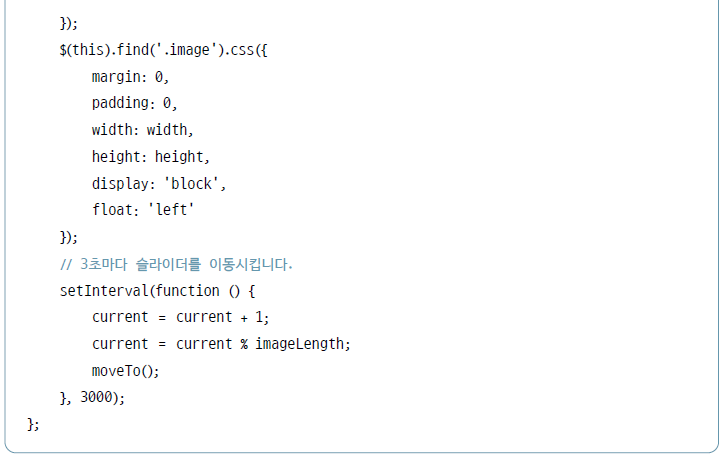 });
$(this).find('.image').css({
margin: 0,
padding: 0,
width: width,
height: height,
display: 'block',
float: 'left'
});
// 3초마다 슬라이더를 이동시킵니다.
setInterval(function () {
current = current + 1;
current = current % imageLength;
moveTo();
}, 3000);
};